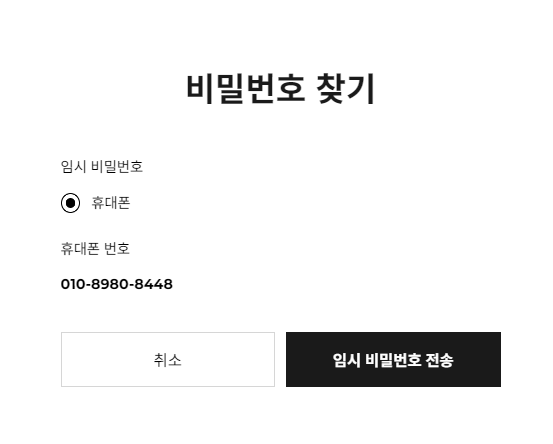 비밀번호 찾기
임시 비밀번호
휴대폰
휴대폰 번호
010-8980-8448
취소
임시 비밀번호 전송